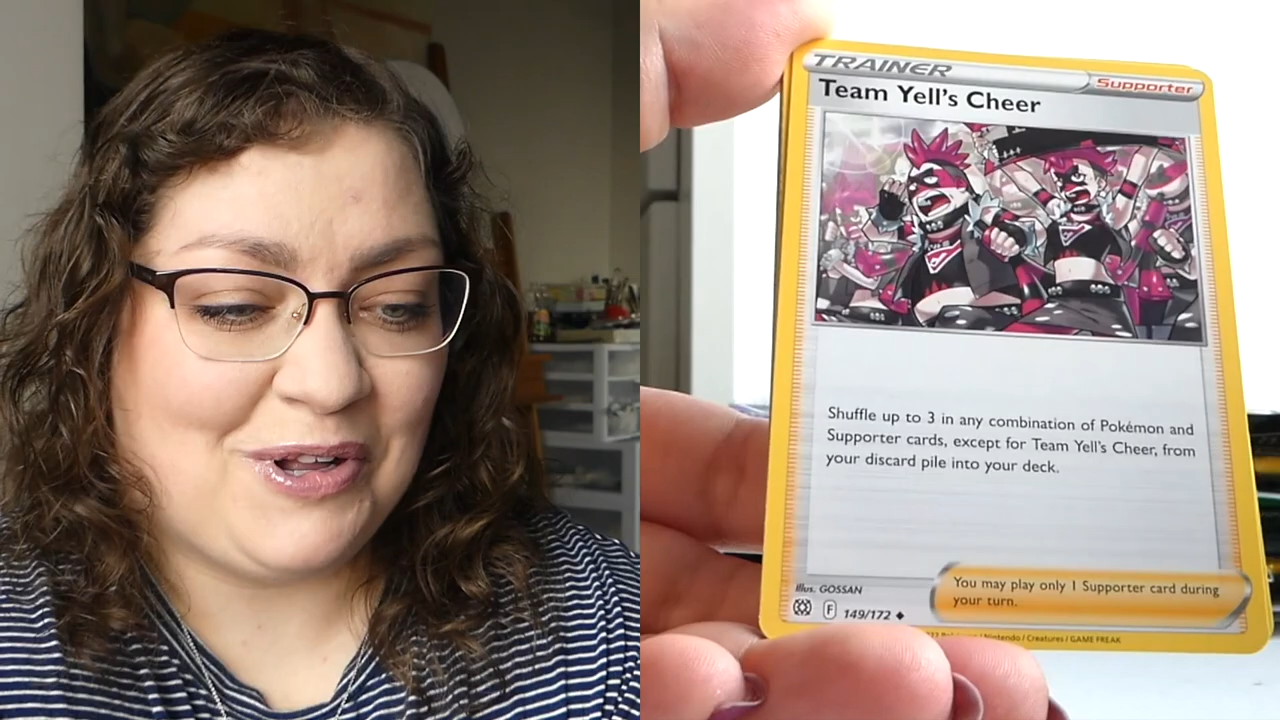 TRAINER
Supporter
Team Yell's Cheer
Shuffle up to 3 in any combination of Pokémon and
Supporter cards, except for Team Yell's Cheer, from
your discard pile into your deck.
Illus. GOSSAN
You may play only 1 Supporter card during
your turn.
F 149/172
Nintendo / Creatures / GAME FREAK